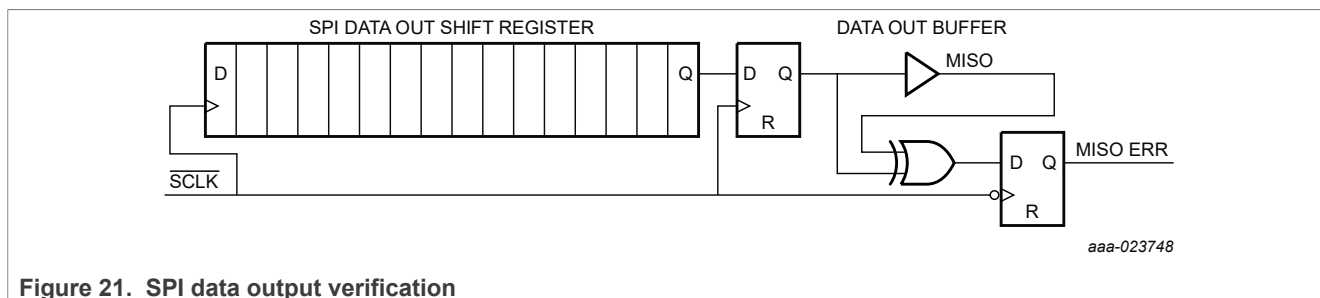 SPI DATA OUT SHIFT REGISTER
DATA OUT BUFFER
D
Q
D
Q
R
MISO
SCLK
D
Q
R
MISO ERR
aaa-023748
Figure 21. SPI data output verification